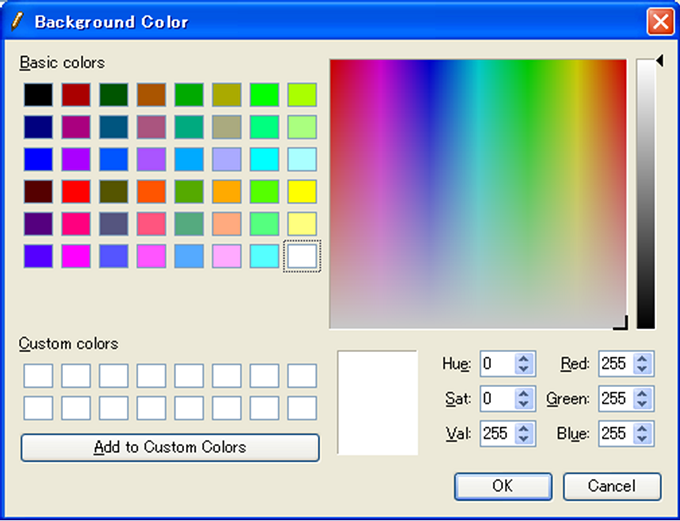 Background Color
Basic colors
Custom colors
Add to Custom Colors
Hue: 0 Red: 255
Sat: 0 Green: 255
Val: 255 Blue: 255
OK Cancel